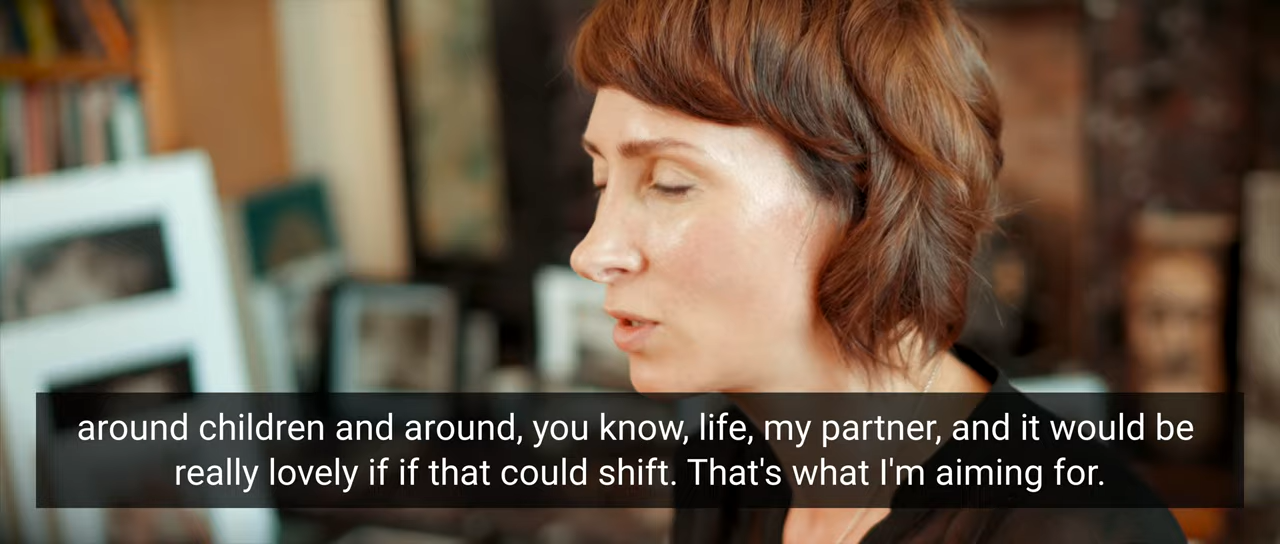 around children and around, you know, life, my partner, and it would be
really lovely if if that could shift. That's what I'm aiming for.